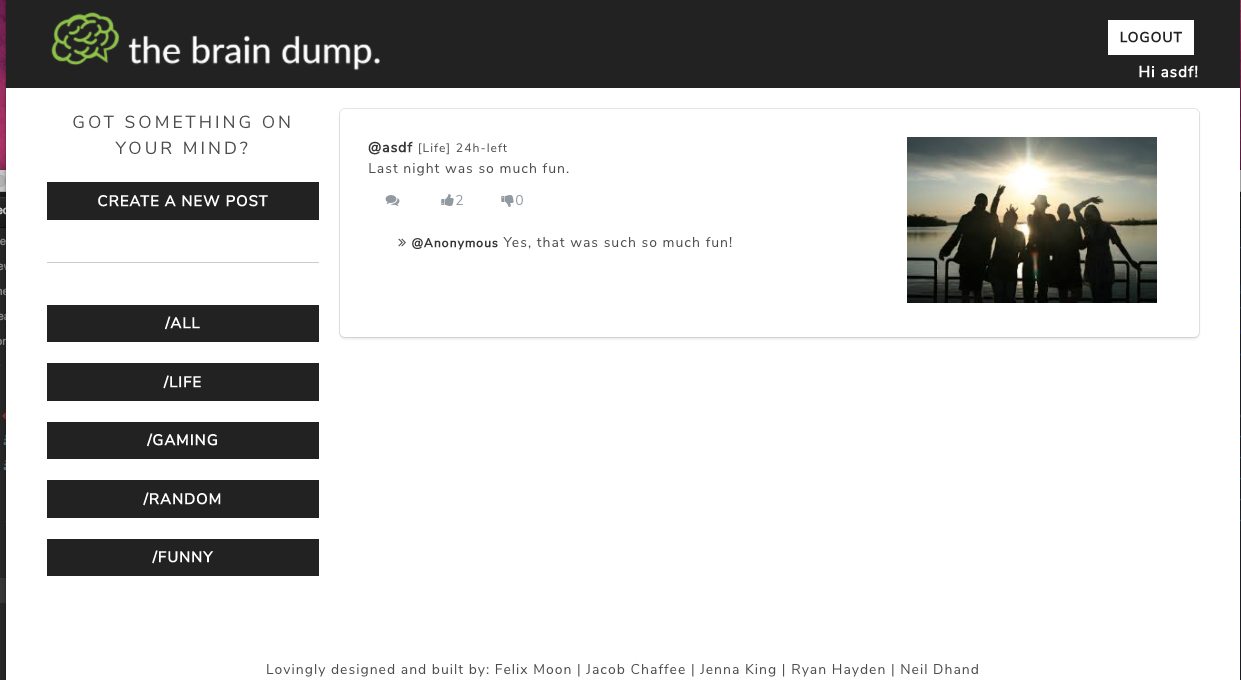 the brain dump.
LOGOUT
Hi asdf!
GOT SOMETHING ON
YOUR MIND?
CREATE A NEW POST
/ALL
/LIFE
/GAMING
/RANDOM
/FUNNY
@asdf [Life] 24h-left
Last night was so much fun.
2 0
» @Anonymous Yes, that was such so much fun!
Lovingly designed and built by: Felix Moon | Jacob Chaffee | Jenna King | Ryan Hayden | Neil Dhand